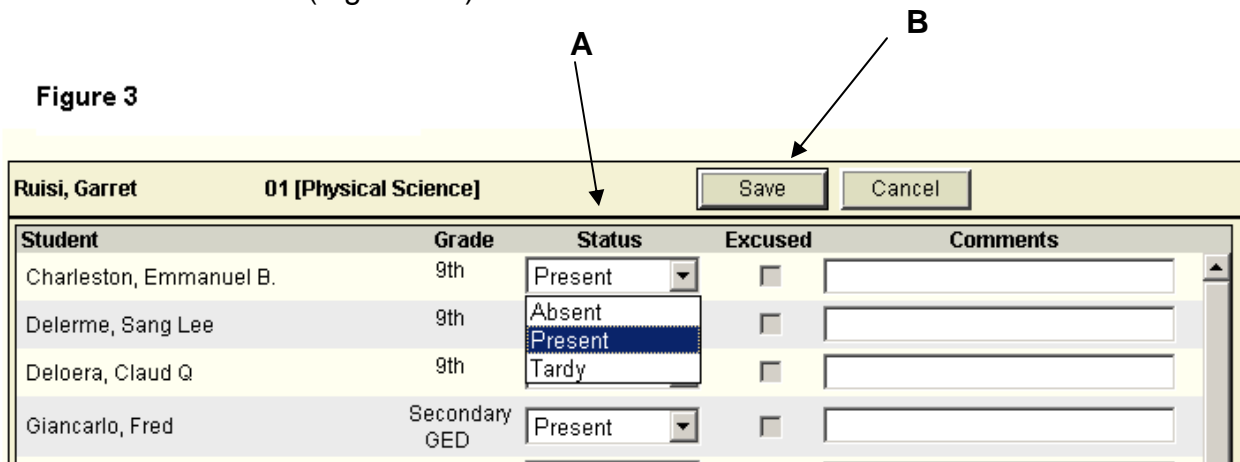 B
A
Figure 3
Ruisi, Garret 01 [Physical Science] Save Cancel
Student Grade Status Excused Comments
Charleston, Emmanuel B. 9th Present
Absent
Delerme, Sang Lee 9th
Present
Deloera, Claud Q 9th Tardy
Giancarlo, Fred Secondary GED Present